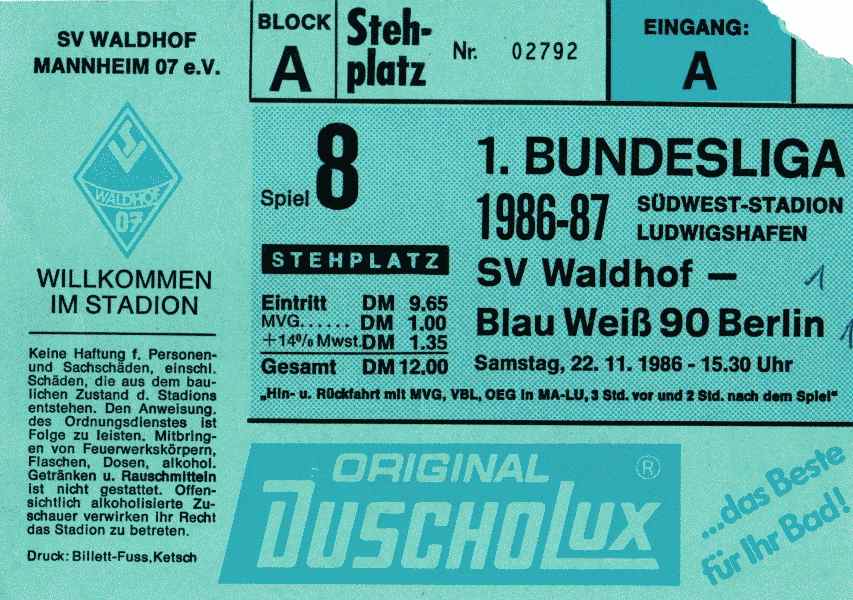 SV WALDHOF
MANNHEIM 07 e.V.
SV
WALDHOF
07
WILLKOMMEN
IM STADION
Keine Haftung f. Personen-
und Sachschäden, einschl.
Schäden, die aus dem bau-
lichen Zustand d. Stadions
entstehen. Den Anweisung.
des Ordnungsdienstes ist
Folge zu leisten. Mitbring-
en von Feuerwerkskörpern,
Flaschen, Dosen, alkohol.
Getränken u. Rauschmitteln
ist nicht gestattet. Offen-
sichtlich alkoholisierte Zu-
schauer verwirken ihr Recht
das Stadion zu betreten.
Druck: Billett-Fuss, Ketsch
BLOCK
A
Steh-
platz
Nr. 02792
EINGANG:
A
Spiel 8
STEHPLATZ
Eintritt DM 9.65
MVG...... DM 1.00
+14% Mwst. DM 1.35
Gesamt DM 12.00
1. BUNDESLIGA
1986-87
SÜDWEST-STADION
LUDWIGSHAFEN
SV Waldhof — 1
Blau Weiß 90 Berlin 1
Samstag, 22. 11. 1986 - 15.30 Uhr
„Hin- u. Rückfahrt mit MVG, VBL, OEG in MA-LU, 3 Std. vor und 2 Std. nach dem Spiel"
ORIGINAL ®
DUSCHOLUX
...das Beste
für Ihr Bad!